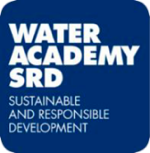 WATER
ACADEMY
SRD
SUSTAINABLE
AND RESPONSIBLE
DEVELOPMENT